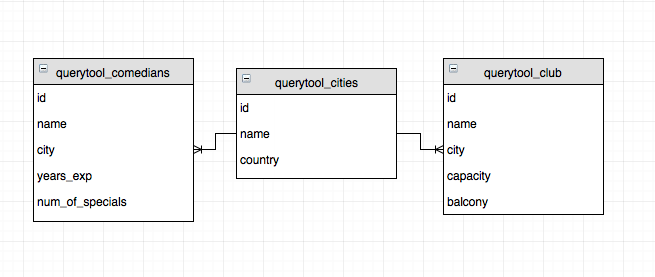 querytool_comedians
id
name
city
years_exp
num_of_specials
querytool_cities
id
name
country
querytool_club
id
name
city
capacity
balcony